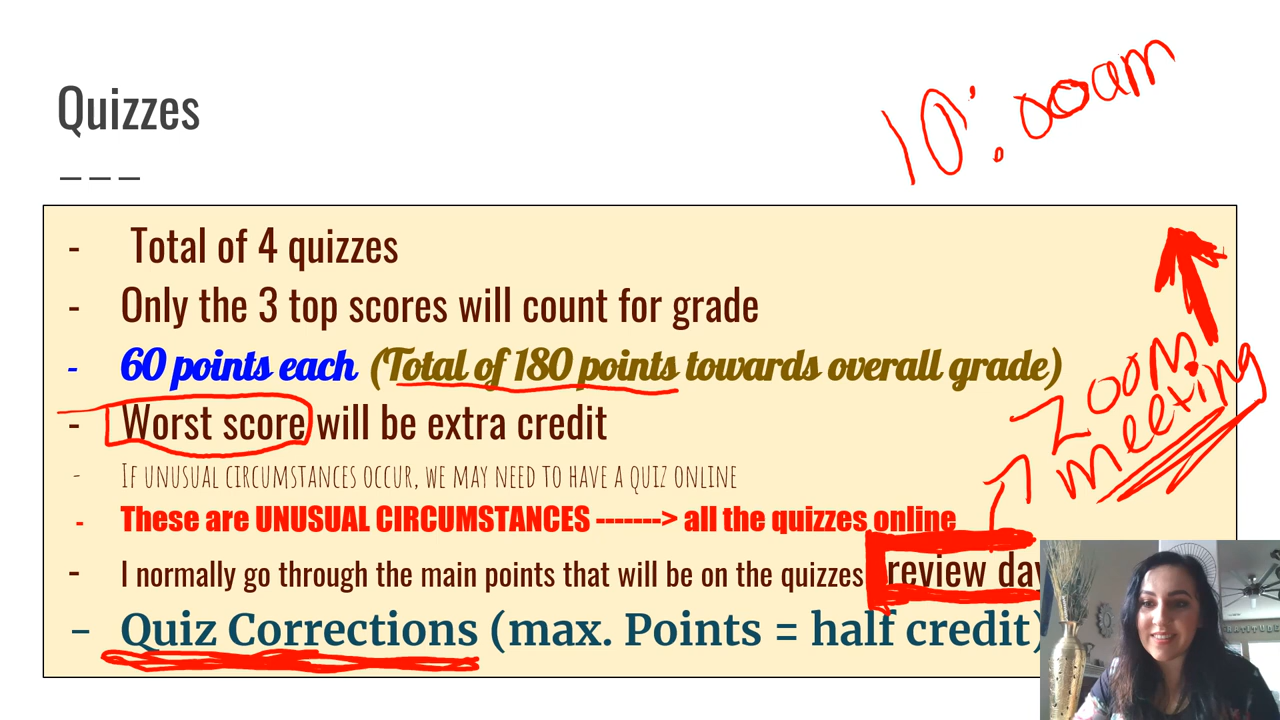 Quizzes
10:00am
- Total of 4 quizzes
- Only the 3 top scores will count for grade
- 60 points each (Total of 180 points towards overall grade)
- Worst score will be extra credit
- If unusual circumstances occur, we may need to have a quiz online
- These are UNUSUAL CIRCUMSTANCES -------> all the quizzes online
- I normally go through the main points that will be on the quizzes review day
- Quiz Corrections (max. Points = half credit)
zoom
meeting